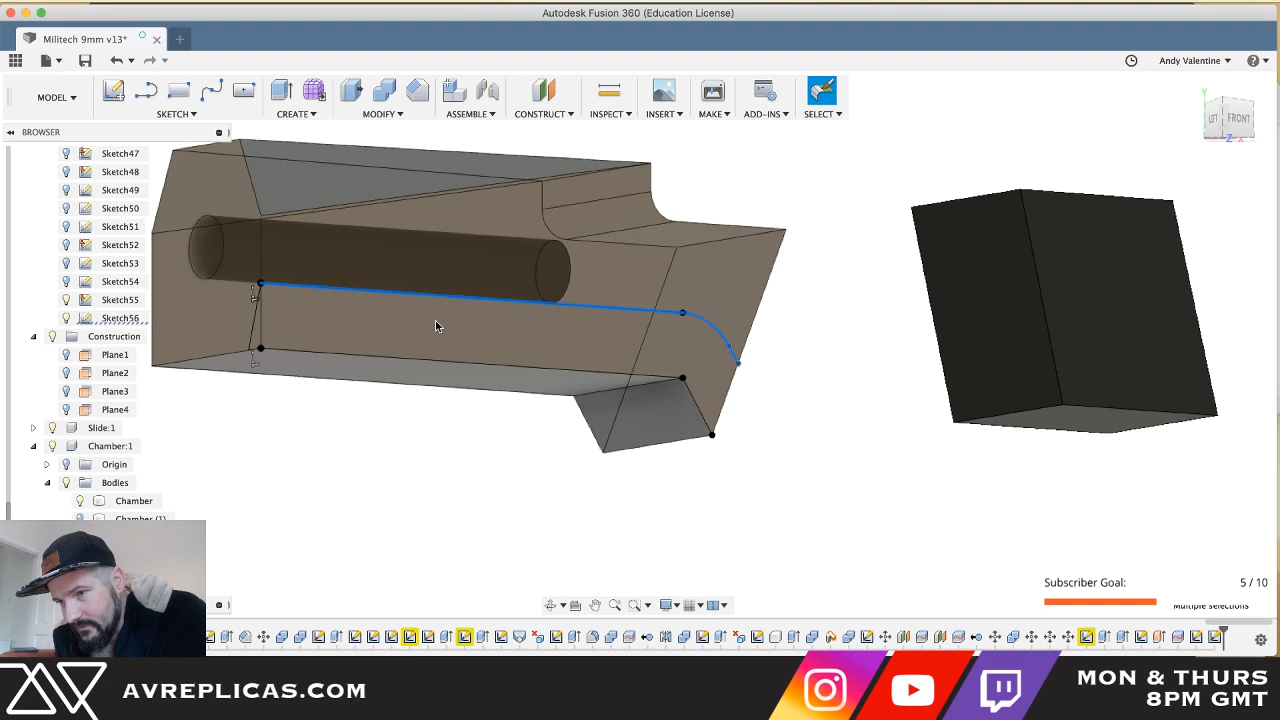 Autodesk Fusion 360 (Education License)
Militech 9mm v13*
Andy Valentine
MODEL
SKETCH
CREATE
MODIFY
ASSEMBLE
CONSTRUCT
INSPECT
INSERT
MAKE
ADD-INS
SELECT
Y
LEFT
FRONT
Z
X
BROWSER
Sketch47
Sketch48
Sketch49
Sketch50
Sketch51
Sketch52
Sketch53
Sketch54
Sketch55
Sketch56
Construction
Plane1
Plane2
Plane3
Plane4
Slide:1
Chamber:1
Origin
Bodies
Chamber
Chamber (1)
Subscriber Goal: 5 / 10
Multiple selections
AVREPLICAS.COM
MON & THURS
8PM GMT